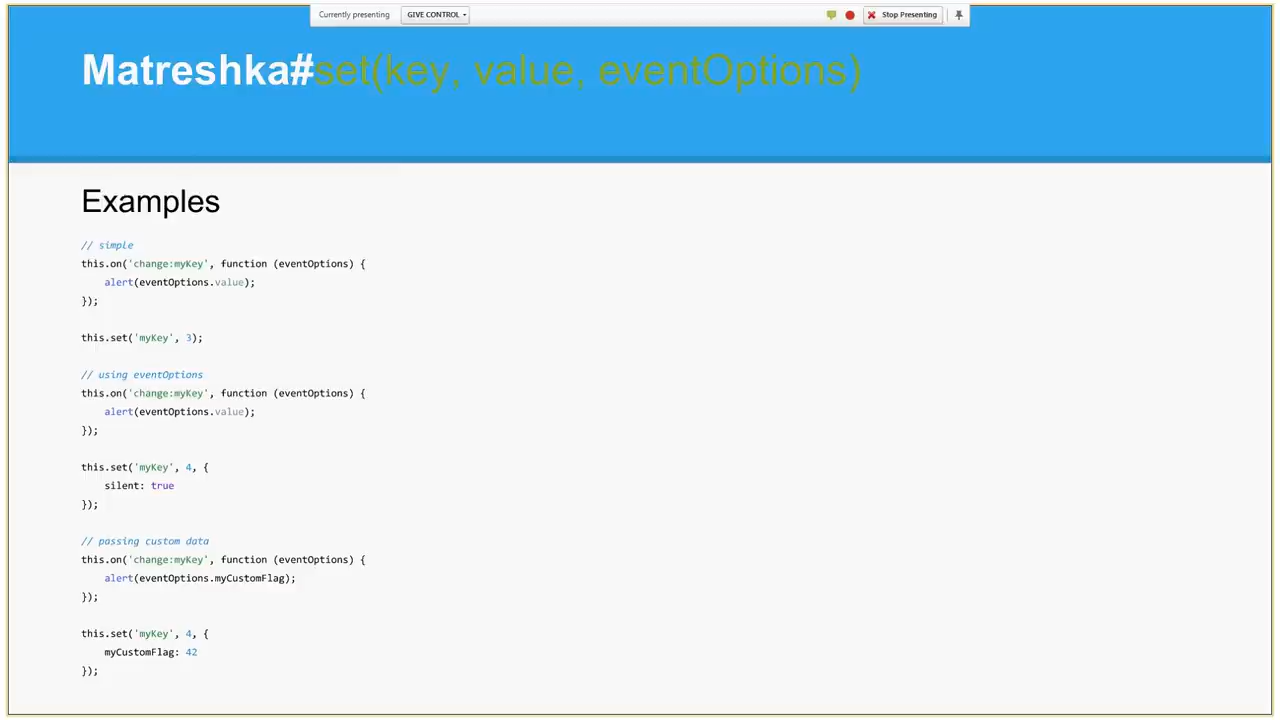 Currently presenting GIVE CONTROL Stop Presenting
Matreshka#set(key, value, eventOptions)
Examples
// simple
this.on('change:myKey', function (eventOptions) {
    alert(eventOptions.value);
});
this.set('myKey', 3);
// using eventOptions
this.on('change:myKey', function (eventOptions) {
    alert(eventOptions.value);
});
this.set('myKey', 4, {
    silent: true
});
// passing custom data
this.on('change:myKey', function (eventOptions) {
    alert(eventOptions.myCustomFlag);
});
this.set('myKey', 4, {
    myCustomFlag: 42
});